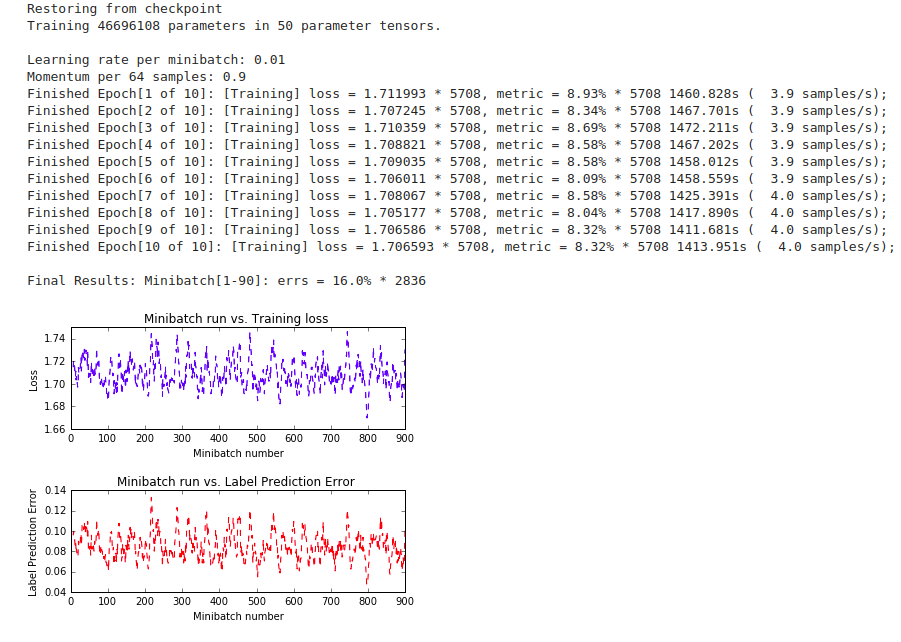 Restoring from checkpoint
Training 46696108 parameters in 50 parameter tensors.
Learning rate per minibatch: 0.01
Momentum per 64 samples: 0.9
Finished Epoch[1 of 10]: [Training] loss = 1.711993 * 5708, metric = 8.93% * 5708 1460.828s (  3.9 samples/s);
Finished Epoch[2 of 10]: [Training] loss = 1.707245 * 5708, metric = 8.34% * 5708 1467.701s (  3.9 samples/s);
Finished Epoch[3 of 10]: [Training] loss = 1.710359 * 5708, metric = 8.69% * 5708 1472.211s (  3.9 samples/s);
Finished Epoch[4 of 10]: [Training] loss = 1.708821 * 5708, metric = 8.58% * 5708 1467.202s (  3.9 samples/s);
Finished Epoch[5 of 10]: [Training] loss = 1.709035 * 5708, metric = 8.58% * 5708 1458.012s (  3.9 samples/s);
Finished Epoch[6 of 10]: [Training] loss = 1.706011 * 5708, metric = 8.09% * 5708 1458.559s (  3.9 samples/s);
Finished Epoch[7 of 10]: [Training] loss = 1.708067 * 5708, metric = 8.58% * 5708 1425.391s (  4.0 samples/s);
Finished Epoch[8 of 10]: [Training] loss = 1.705177 * 5708, metric = 8.04% * 5708 1417.890s (  4.0 samples/s);
Finished Epoch[9 of 10]: [Training] loss = 1.706586 * 5708, metric = 8.32% * 5708 1411.681s (  4.0 samples/s);
Finished Epoch[10 of 10]: [Training] loss = 1.706593 * 5708, metric = 8.32% * 5708 1413.951s (  4.0 samples/s);
Final Results: Minibatch[1-90]: errs = 16.0% * 2836
Minibatch run vs. Training loss
Loss
1.74
1.72
1.70
1.68
1.66
0 100 200 300 400 500 600 700 800 900
Minibatch number
Minibatch run vs. Label Prediction Error
Label Prediction Error
0.14
0.12
0.10
0.08
0.06
0.04
0 100 200 300 400 500 600 700 800 900
Minibatch number